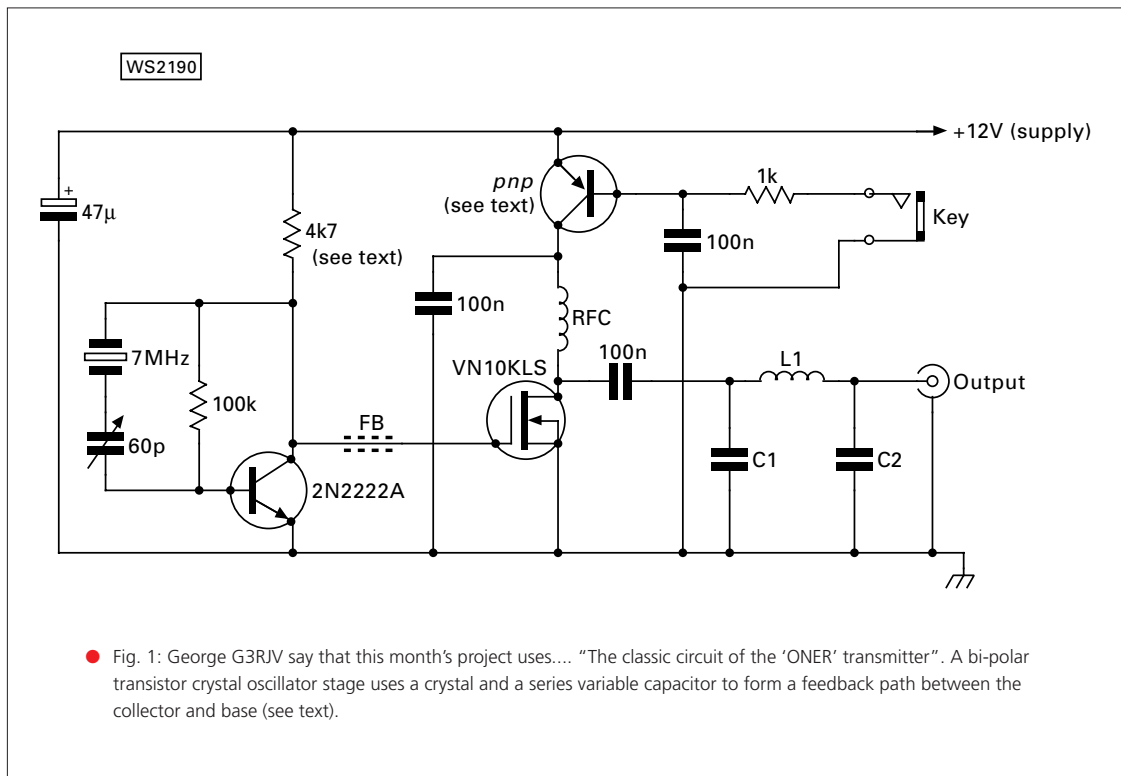 WS2190
+12V (supply)
pnp
(see text)
1k
Key
+
47µ
4k7
(see text)
100n
100n
RFC
7MHz
VN10KLS
100n
L1
Output
100k
FB
60p
C1
C2
2N2222A
Fig. 1: George G3RJV say that this month's project uses.... "The classic circuit of the 'ONER' transmitter". A bi-polar
transistor crystal oscillator stage uses a crystal and a series variable capacitor to form a feedback path between the
collector and base (see text).